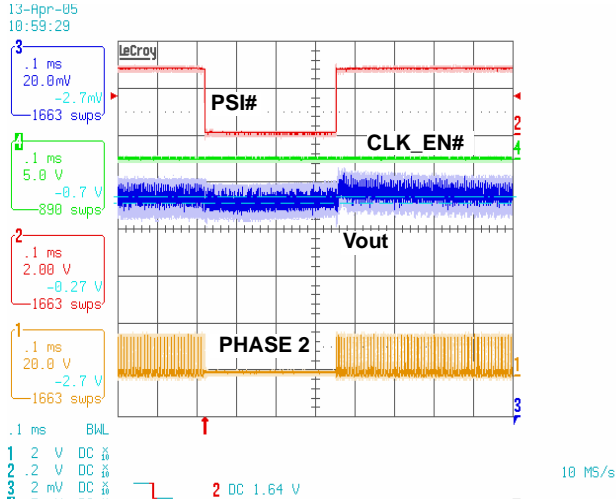 13-Apr-05
10:59:29
3
.1 ms
20.0mV
-2.7mV
1663 swps
LeCroy
PSI#
2
CLK_EN#
4
4
.1 ms
5.0 V
-0.7 V
890 swps
Vout
2
.1 ms
2.00 V
-0.27 V
1663 swps
1
.1 ms
20.0 V
-2.7 V
1663 swps
PHASE 2
1
3
.1 ms
BWL
1 2 V DC
2 .2 V DC
3 2 mV DC
2 DC 1.64 V
10 MS/s